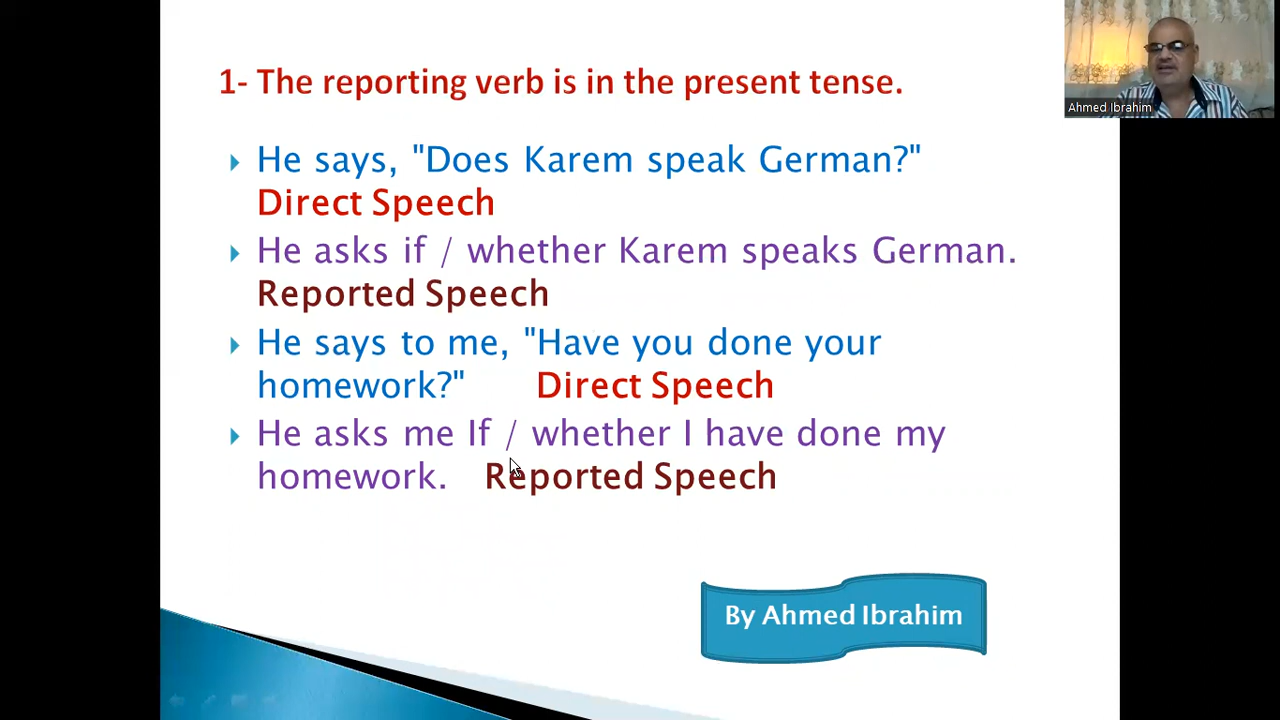 1- The reporting verb is in the present tense.
Ahmed Ibrahim
He says, "Does Karem speak German?"
Direct Speech
He asks if / whether Karem speaks German.
Reported Speech
He says to me, "Have you done your
homework?" Direct Speech
He asks me If / whether I have done my
homework. Reported Speech
By Ahmed Ibrahim